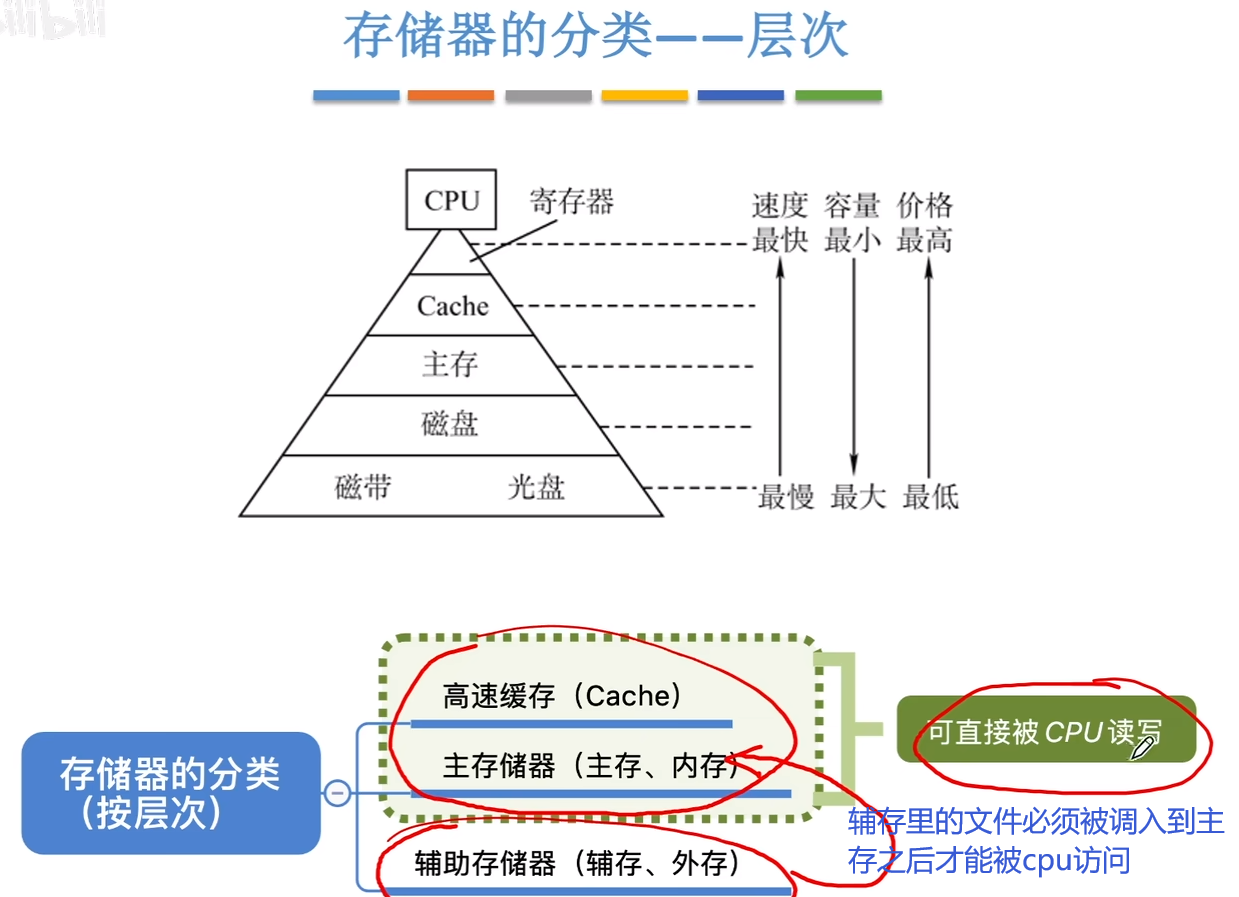 bilibili
存储器的分类——层次
CPU
寄存器
速度 容量 价格
最快 最小 最高
Cache
主存
磁盘
磁带 光盘
最慢 最大 最低
高速缓存（Cache）
可直接被CPU读写
主存储器（主存、内存）
存储器的分类
（按层次）
辅存里的文件必须被调入到主
存之后才能被cpu访问
辅助存储器（辅存、外存）